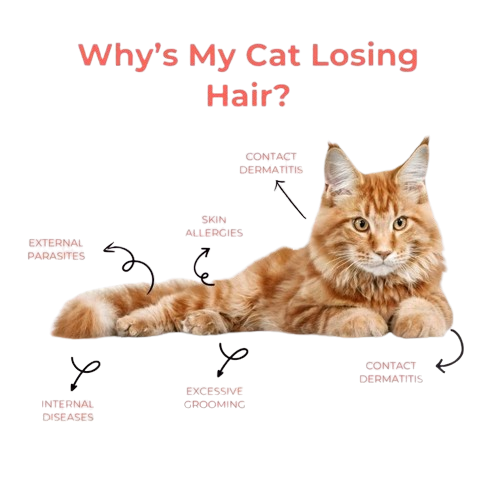 Why's My Cat Losing
Hair?
CONTACT
DERMATITIS
SKIN
ALLERGIES
EXTERNAL
PARASITES
CONTACT
DERMATITIS
EXCESSIVE
GROOMING
INTERNAL
DISEASES